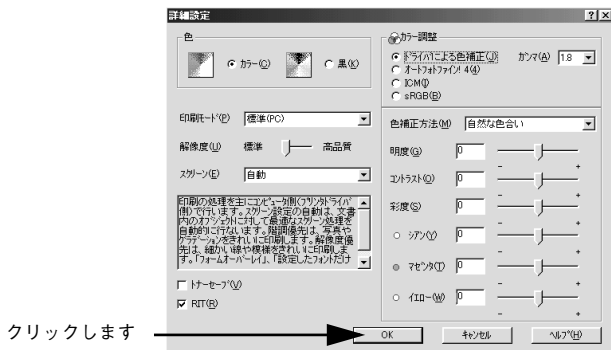 詳細設定
色
カラー(C)
黒(K)
印刷モード(P) 標準(PC)
解像度(U) 標準 高品質
スクリーン(E) 自動
印刷の処理を主にコンピュータ側(プリンタドライバ
側)で行います。スクリーン設定の自動は、文書
内のオブジェクトに対して最適なスクリーン処理を
自動的に行ないます。階調優先は、写真や
グラデーションをきれいに印刷します。解像度優
先は、細かい線や模様をきれいに印刷しま
す。「フォームオーバーレイ」、「設定したフォントだけ
トナーセーブ(V)
RIT(R)
カラー調整
ドライバによる色補正(J) ガンマ(A) 1.8
オートフォトファイン! 4(4)
ICM(I)
sRGB(B)
色補正方法(M) 自然な色合い
明度(G) 0 - +
コントラスト(O) 0 - +
彩度(S) 0 - +
シアン(Y) 0 - +
マゼンタ(T) 0 - +
イエロー(W) 0 - +
クリックします
OK キャンセル ヘルプ(H)